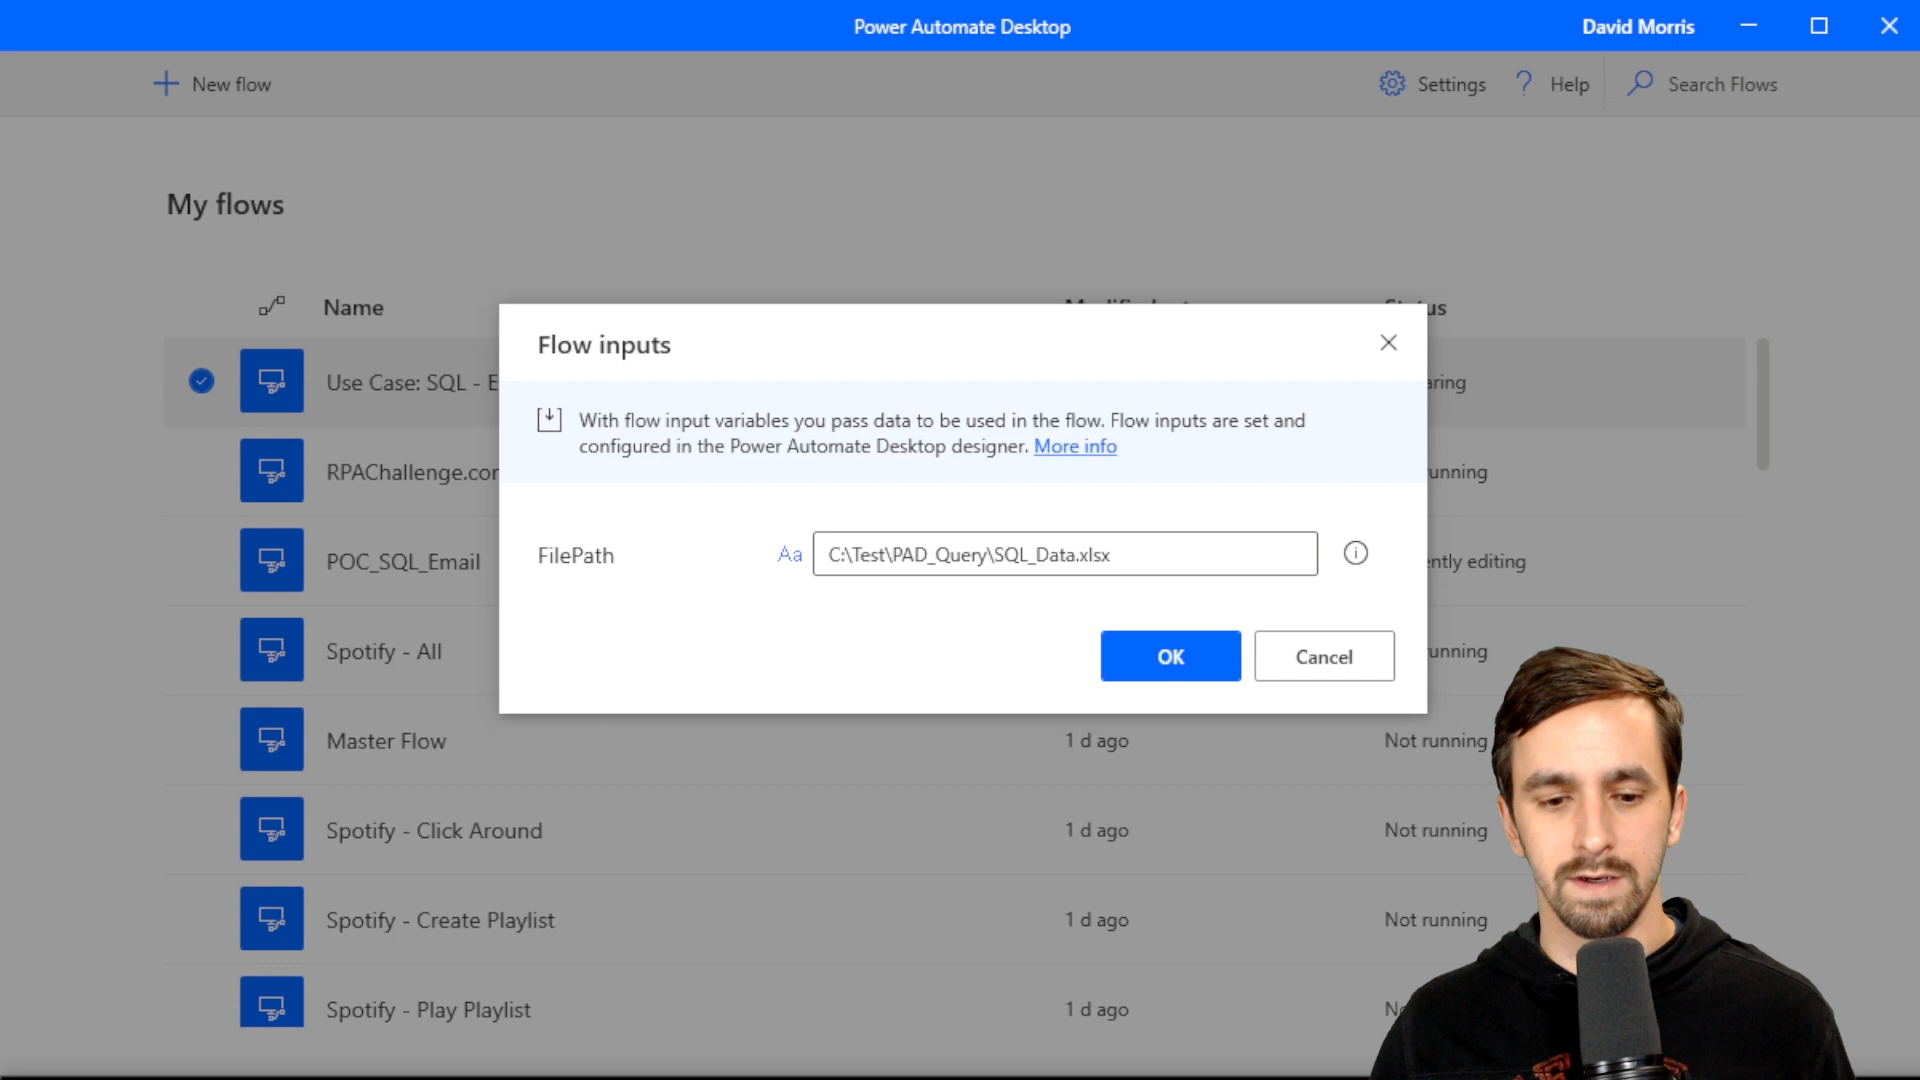 Power Automate Desktop
David Morris
New flow
Settings
? Help
Search Flows
My flows
Name
Flow inputs
With flow input variables you pass data to be used in the flow. Flow inputs are set and
configured in the Power Automate Desktop designer. More info
FilePath
Aa
C:\Test\PAD_Query\SQL_Data.xlsx
OK
Cancel
Use Case: SQL - E
RPAChallenge.cor
POC_SQL_Email
ently editing
Spotify - All
unning
Master Flow
1 d ago
Not running
Spotify - Click Around
1 d ago
Not running
Spotify - Create Playlist
1 d ago
Not running
Spotify - Play Playlist
1 d ago